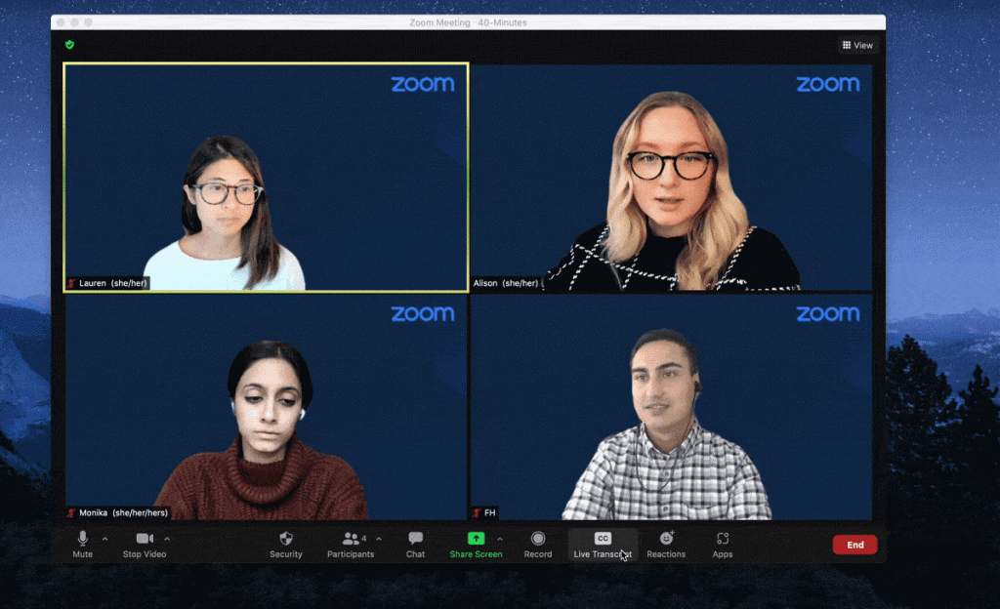 Zoom Meeting 40-Minutes
View
zoom
zoom
Lauren (she/her)
Alison (she/her)
zoom
zoom
Monika (she/her/hers)
FH
4
CC
Mute
Stop Video
Security
Participants
Chat
Share Screen
Record
Live Transcript
Reactions
Apps
End